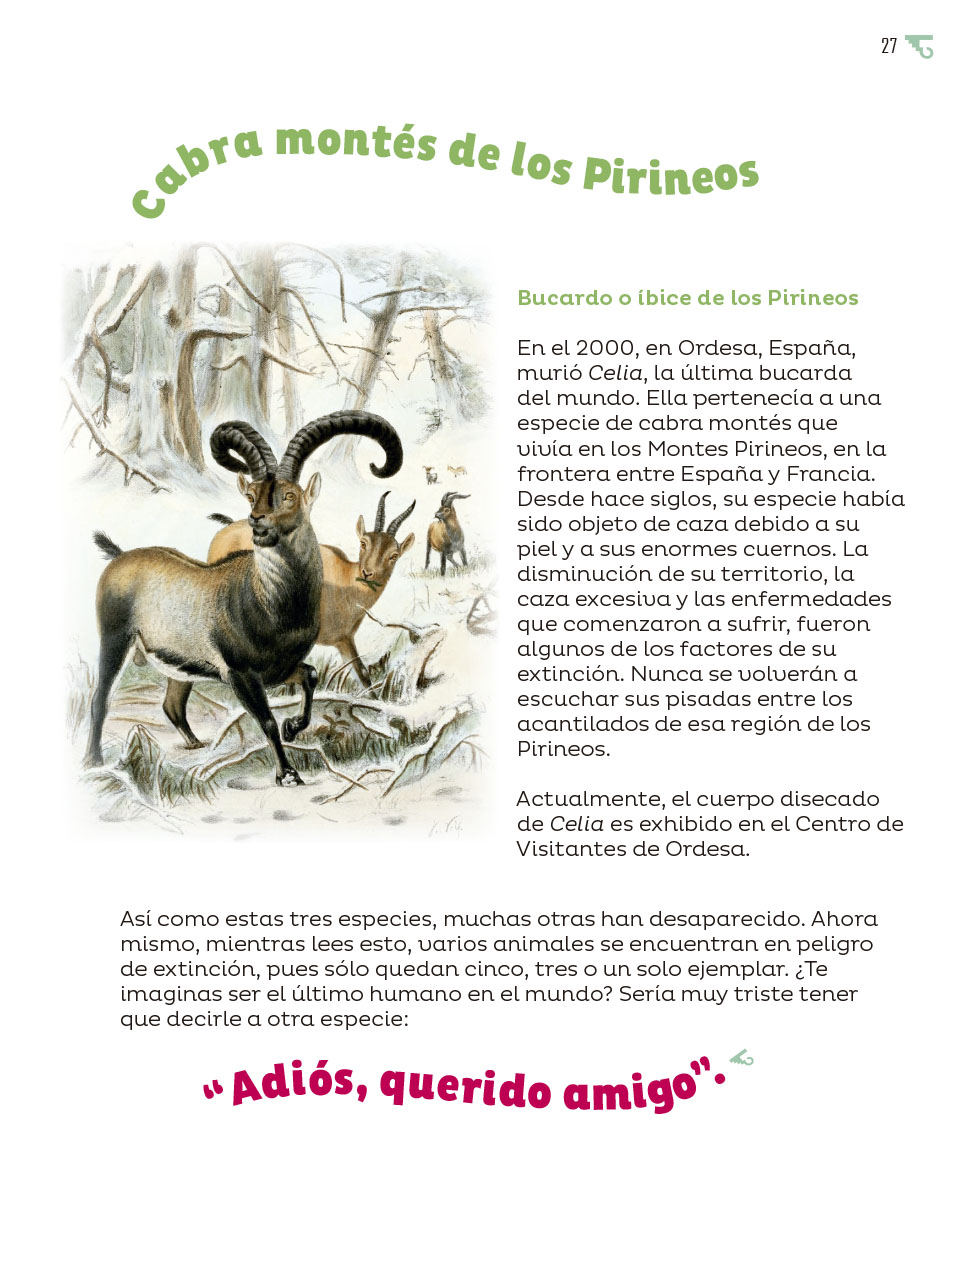 27
Cabra montés de los Pirineos
Bucardo o íbice de los Pirineos
En el 2000, en Ordesa, España,
murió Celia, la última bucarda
del mundo. Ella pertenecía a una
especie de cabra montés que
vivía en los Montes Pirineos, en la
frontera entre España y Francia.
Desde hace siglos, su especie había
sido objeto de caza debido a su
piel y a sus enormes cuernos. La
disminución de su territorio, la
caza excesiva y las enfermedades
que comenzaron a sufrir, fueron
algunos de los factores de su
extinción. Nunca se volverán a
escuchar sus pisadas entre los
acantilados de esa región de los
Pirineos.
Actualmente, el cuerpo disecado
de Celia es exhibido en el Centro de
Visitantes de Ordesa.
Así como estas tres especies, muchas otras han desaparecido. Ahora
mismo, mientras lees esto, varios animales se encuentran en peligro
de extinción, pues sólo quedan cinco, tres o un solo ejemplar. ¿Te
imaginas ser el último humano en el mundo? Sería muy triste tener
que decirle a otra especie:
“Adiós, querido amigo”.